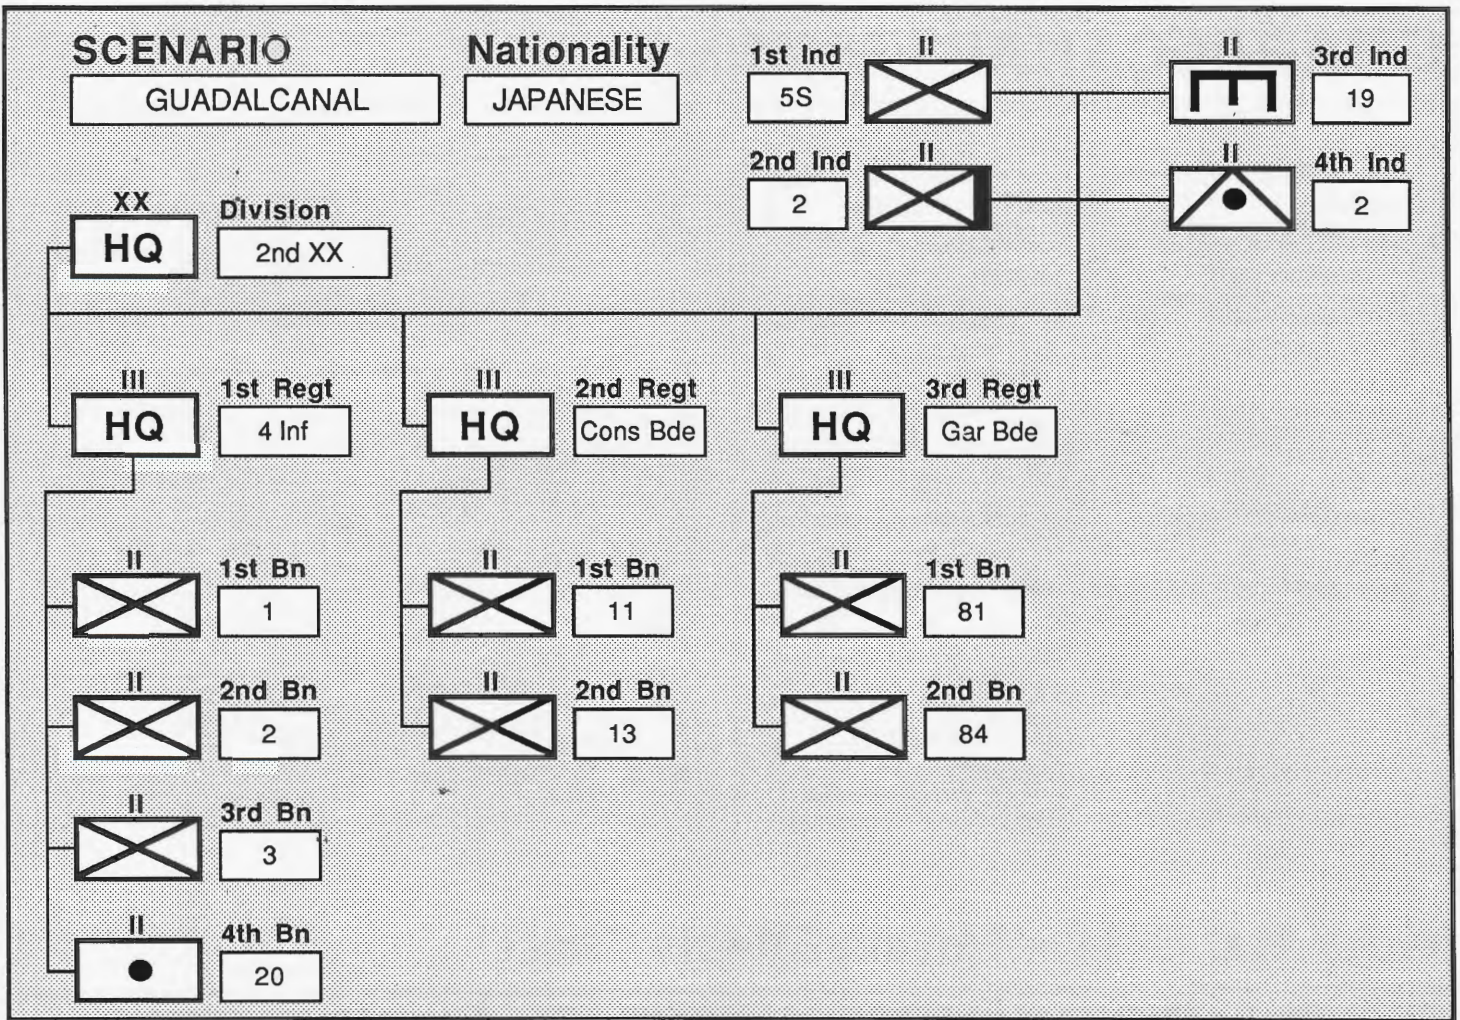 SCENARIO
Nationality
GUADALCANAL
JAPANESE
1st Ind
II
5S
II
3rd Ind
19
2nd Ind
II
2
II
4th Ind
2
XX
HQ
Division
2nd XX
III
HQ
1st Regt
4 Inf
III
HQ
2nd Regt
Cons Bde
III
HQ
3rd Regt
Gar Bde
II
1st Bn
1
II
1st Bn
11
II
1st Bn
81
II
2nd Bn
2
II
2nd Bn
13
II
2nd Bn
84
II
3rd Bn
3
II
4th Bn
20